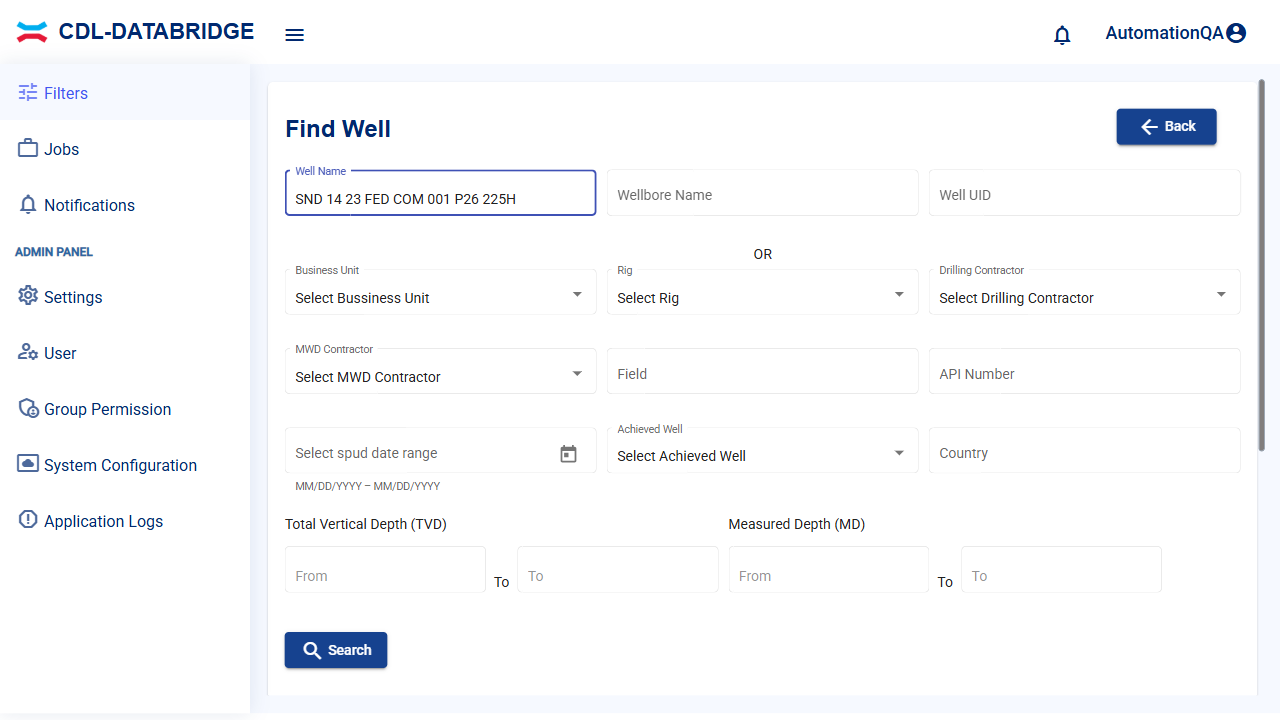 CDL-DATABRIDGE
AutomationQA
Filters
Jobs
Notifications
ADMIN PANEL
Settings
User
Group Permission
System Configuration
Application Logs
Find Well
Back
Well Name
SND 14 23 FED COM 001 P26 225H
Wellbore Name
Well UID
OR
Business Unit
Select Bussiness Unit
Rig
Select Rig
Drilling Contractor
Select Drilling Contractor
MWD Contractor
Select MWD Contractor
Field
API Number
Select spud date range
MM/DD/YYYY – MM/DD/YYYY
Achieved Well
Select Achieved Well
Country
Total Vertical Depth (TVD)
From
To
To
Measured Depth (MD)
From
To
To
Search